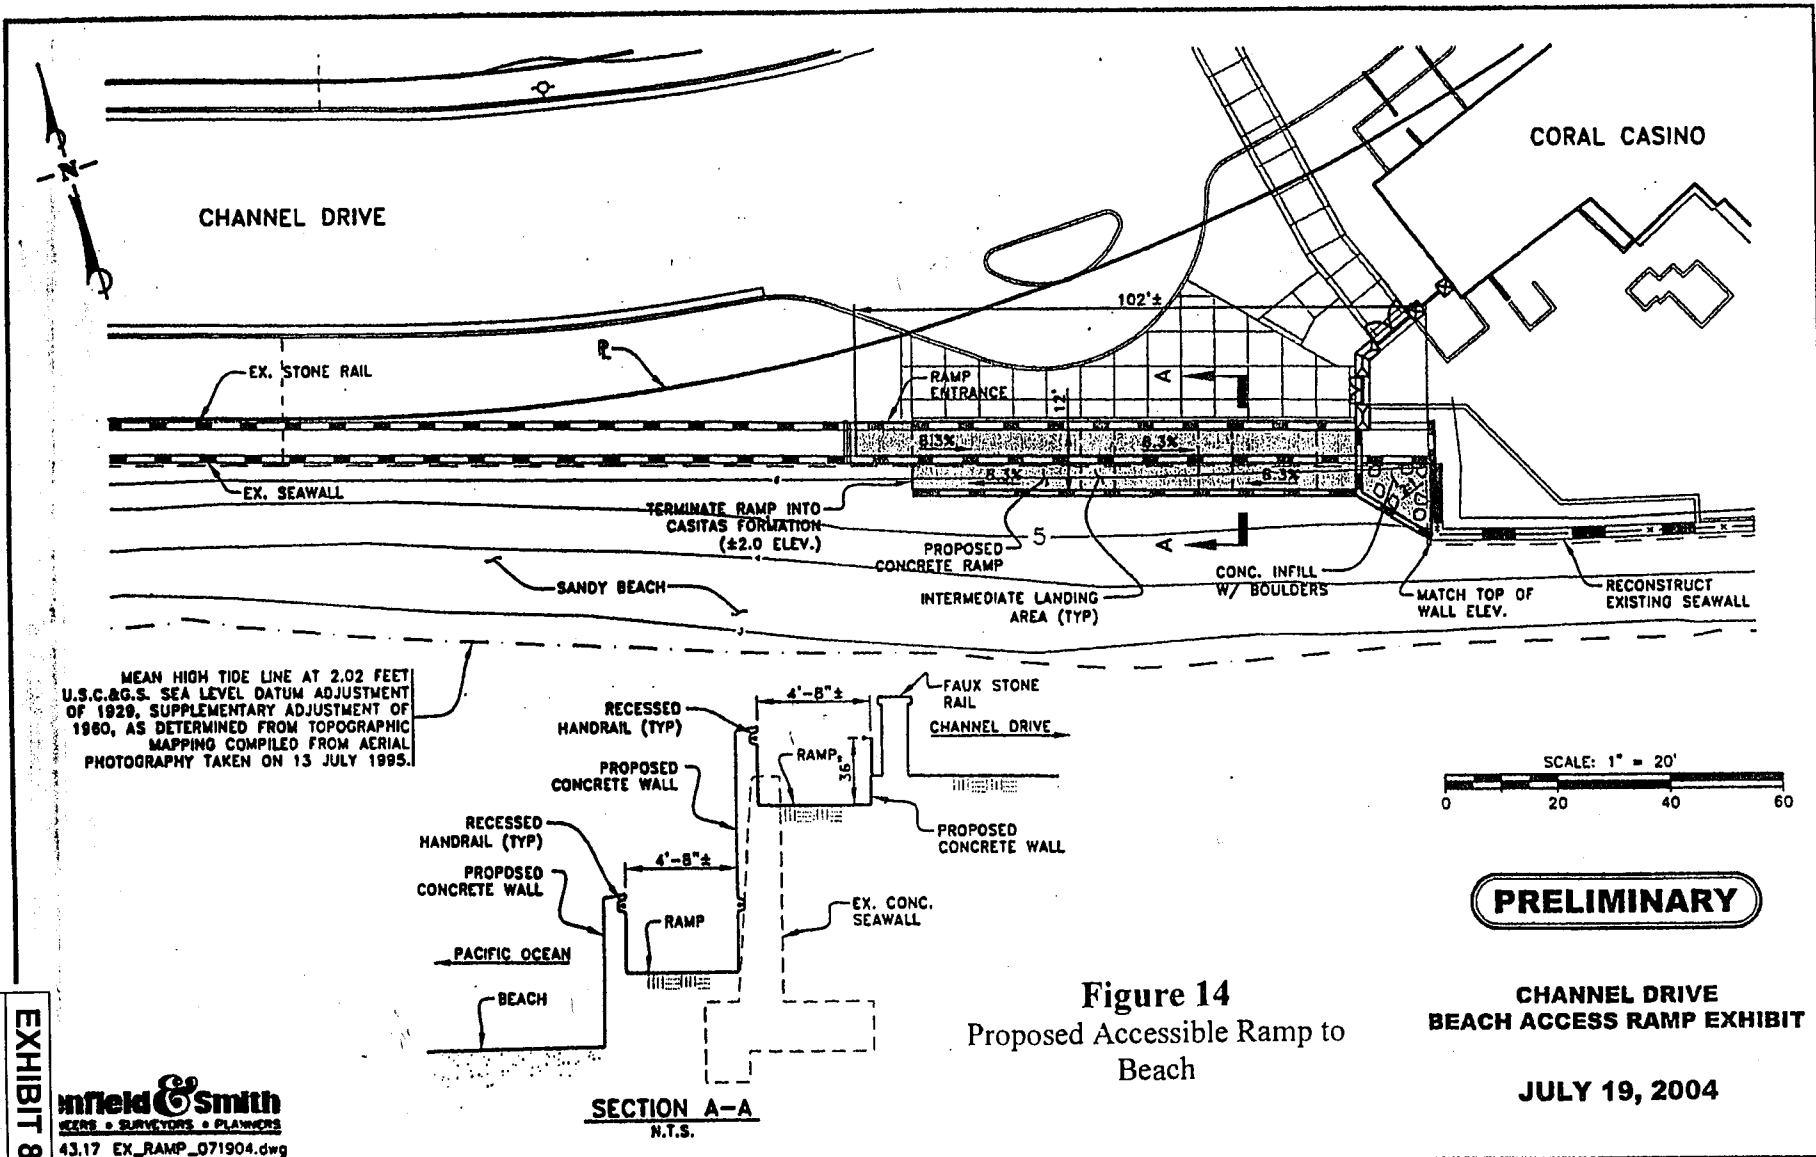 CORAL CASINO
N
CHANNEL DRIVE
102'±
EX. STONE RAIL
RAMP
ENTRANCE
12'
A
8.3%
8.3%
8.3%
8.3%
EX. SEAWALL
TERMINATE RAMP INTO
CASITAS FORMATION
(±2.0 ELEV.)
5
A
PROPOSED
CONCRETE RAMP
SANDY BEACH
INTERMEDIATE LANDING
AREA (TYP)
CONC. INFILL
W/ BOULDERS
MATCH TOP OF
WALL ELEV.
RECONSTRUCT
EXISTING SEAWALL
MEAN HIGH TIDE LINE AT 2.02 FEET
U.S.C.&G.S. SEA LEVEL DATUM ADJUSTMENT
OF 1929, SUPPLEMENTARY ADJUSTMENT OF
1960, AS DETERMINED FROM TOPOGRAPHIC
MAPPING COMPILED FROM AERIAL
PHOTOGRAPHY TAKEN ON 13 JULY 1995.
RECESSED
HANDRAIL (TYP)
4'-8"±
FAUX STONE
RAIL
CHANNEL DRIVE
RAMP
36"
PROPOSED
CONCRETE WALL
PROPOSED
CONCRETE WALL
RECESSED
HANDRAIL (TYP)
4'-8"±
PROPOSED
CONCRETE WALL
EX. CONC.
SEAWALL
RAMP
PACIFIC OCEAN
BEACH
SECTION A-A
N.T.S.
SCALE: 1" = 20'
0 20 40 60
PRELIMINARY
Figure 14
Proposed Accessible Ramp to
Beach
CHANNEL DRIVE
BEACH ACCESS RAMP EXHIBIT
JULY 19, 2004
EXHIBIT 8
enfield & Smith
NEERS • SURVEYORS • PLANNERS
43.17 EX_RAMP_071904.dwg